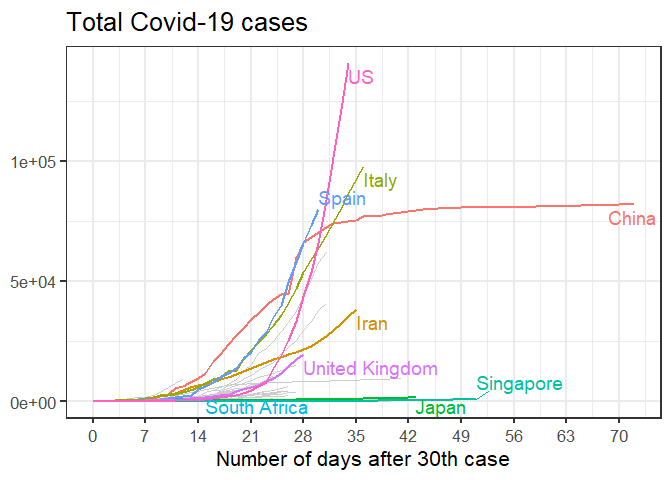 Total Covid-19 cases
US
1e+05
Italy
Spain
China
5e+04
Iran
United Kingdom
Singapore
0e+00
South Africa
Japan
0 7 14 21 28 35 42 49 56 63 70
Number of days after 30th case